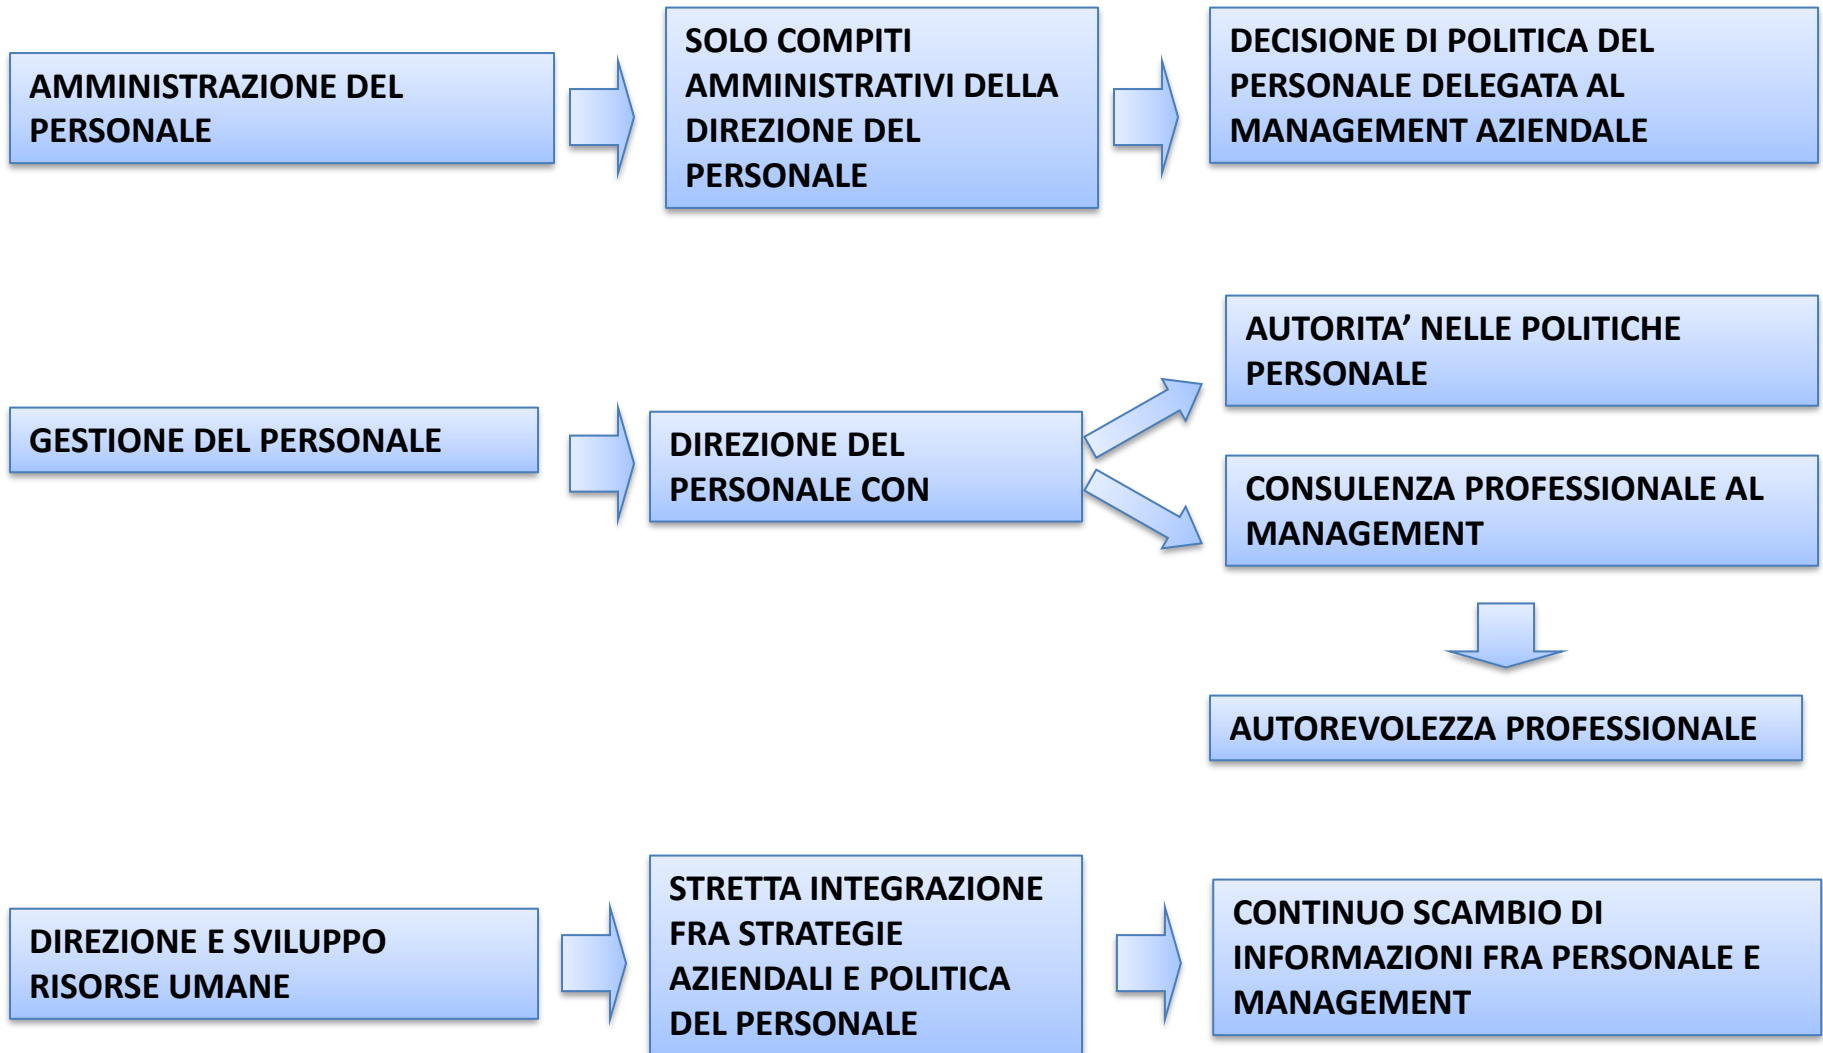 AMMINISTRAZIONE DEL
PERSONALE
SOLO COMPITI
AMMINISTRATIVI DELLA
DIREZIONE DEL
PERSONALE
DECISIONE DI POLITICA DEL
PERSONALE DELEGATA AL
MANAGEMENT AZIENDALE
GESTIONE DEL PERSONALE
DIREZIONE DEL
PERSONALE CON
AUTORITA’ NELLE POLITICHE
PERSONALE
CONSULENZA PROFESSIONALE AL
MANAGEMENT
AUTOREVOLEZZA PROFESSIONALE
DIREZIONE E SVILUPPO
RISORSE UMANE
STRETTA INTEGRAZIONE
FRA STRATEGIE
AZIENDALI E POLITICA
DEL PERSONALE
CONTINUO SCAMBIO DI
INFORMAZIONI FRA PERSONALE E
MANAGEMENT